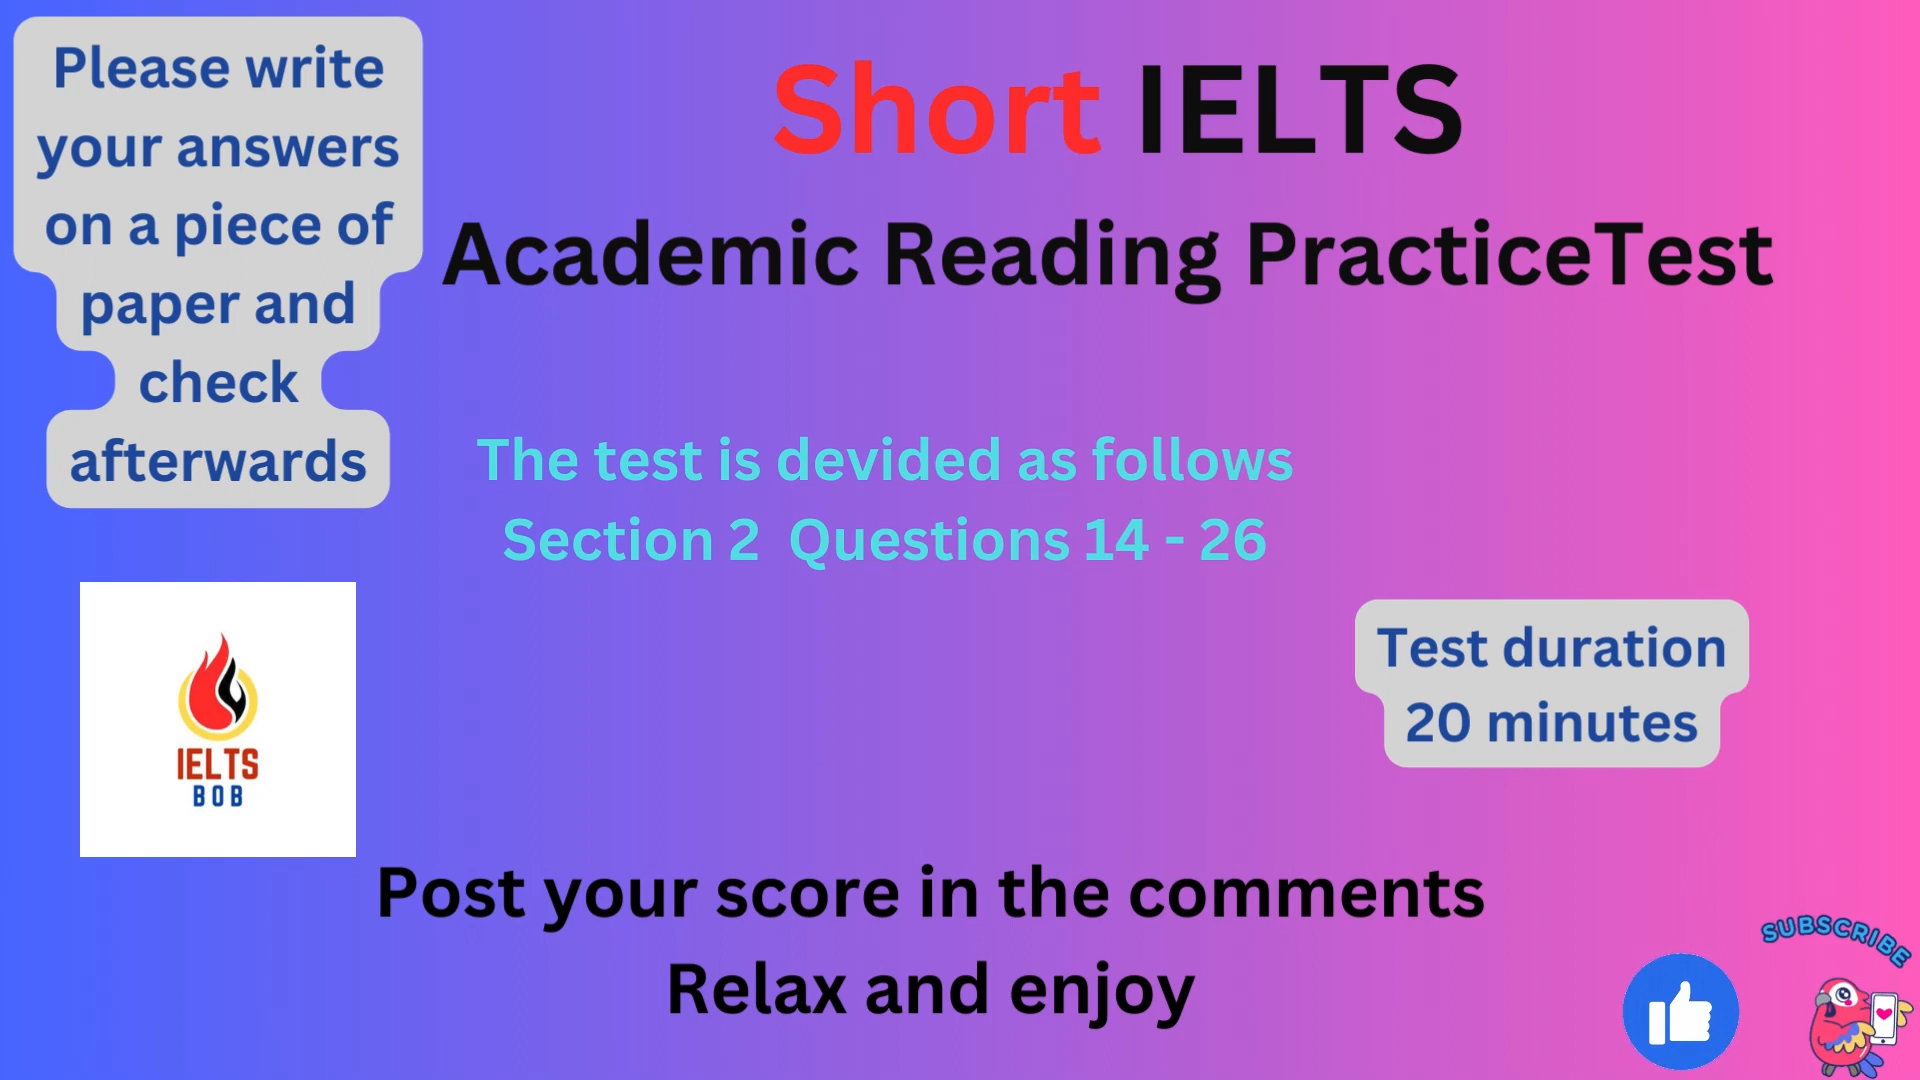 Please write
your answers
on a piece of
paper and
check
afterwards
Short IELTS
Academic Reading PracticeTest
The test is devided as follows
Section 2 Questions 14 - 26
IELTS
BOB
Test duration
20 minutes
Post your score in the comments
Relax and enjoy
SUBSCRIBE